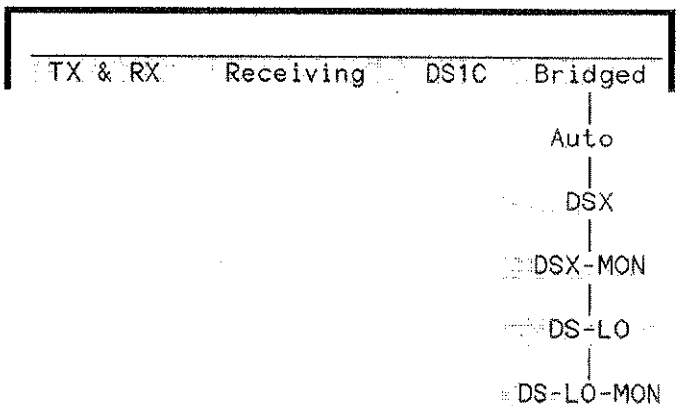 TX & RX Receiving DS1C Bridged
Auto
DSX
DSX-MON
DS-LO
DS-LO-MON